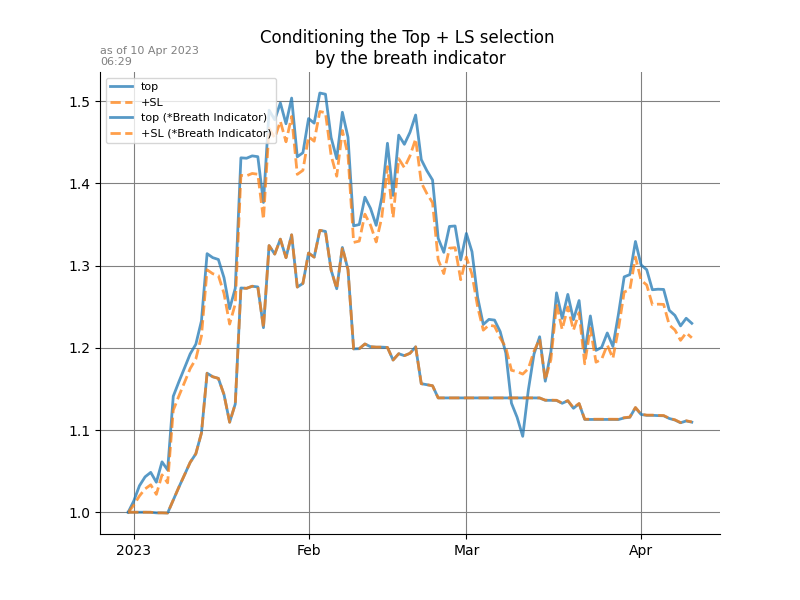 Conditioning the Top + LS selection
by the breath indicator
as of 10 Apr 2023
06:29
top
+SL
top (*Breath Indicator)
+SL (*Breath Indicator)
1.5
1.4
1.3
1.2
1.1
1.0
2023 Feb Mar Apr